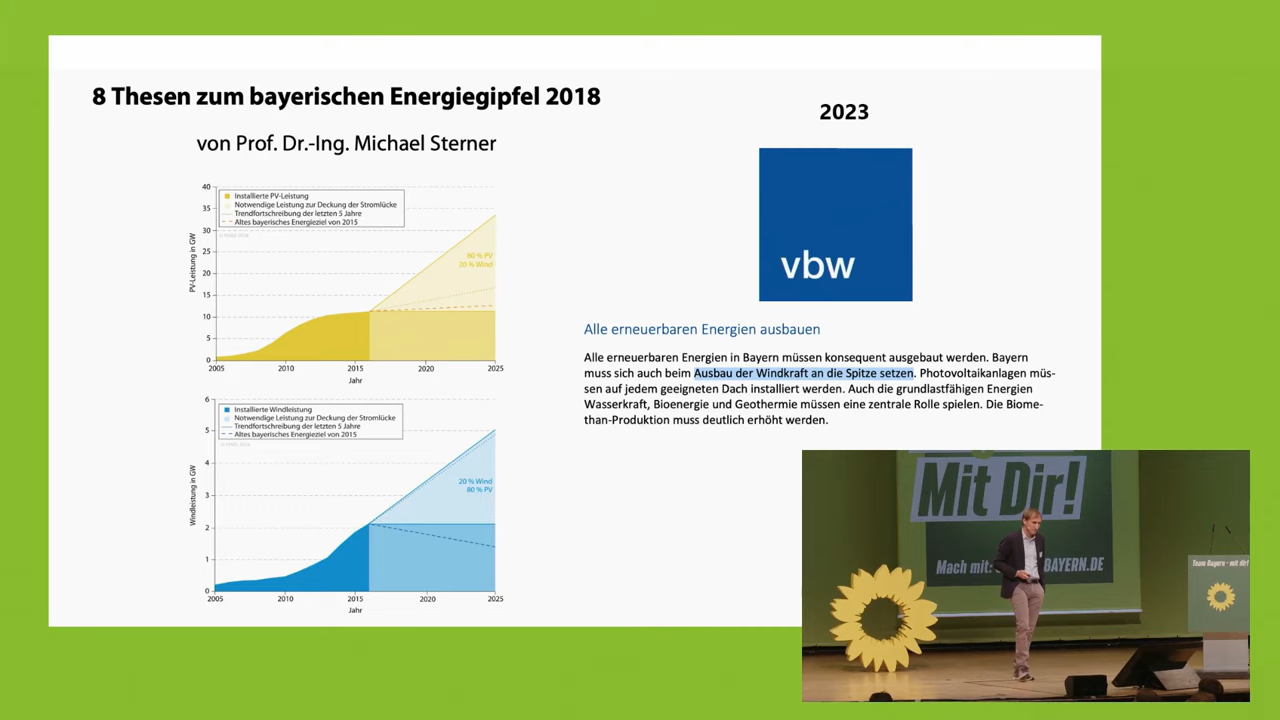 8 Thesen zum bayerischen Energiegipfel 2018
von Prof. Dr.-Ing. Michael Sterner
40
35
30
25
20
15
10
5
0
PV-Leistung in GW
Installierte PV-Leistung
Notwendige Leistung zur Deckung der Stromlücke
Trendfortschreibung der letzten 5 Jahre
Altes bayerisches Energieziel von 2015
80 % PV
20 % Wind
2005
2010
2015
2020
2025
Jahr
6
5
4
3
2
1
0
Windleistung in GW
Installierte Windleistung
Notwendige Leistung zur Deckung der Stromlücke
Trendfortschreibung der letzten 5 Jahre
Altes bayerisches Energieziel von 2015
20 % Wind
80 % PV
2005
2010
2015
2020
2025
Jahr
2023
vbw
Alle erneuerbaren Energien ausbauen
Alle erneuerbaren Energien in Bayern müssen konsequent ausgebaut werden. Bayern
muss sich auch beim Ausbau der Windkraft an die Spitze setzen. Photovoltaikanlagen müs-
sen auf jedem geeigneten Dach installiert werden. Auch die grundlastfähigen Energien
Wasserkraft, Bioenergie und Geothermie müssen eine zentrale Rolle spielen. Die Biome-
than-Produktion muss deutlich erhöht werden.
Mit Dir!
Mach mit:
BAYERN.DE
Team Bayern - mit dir!